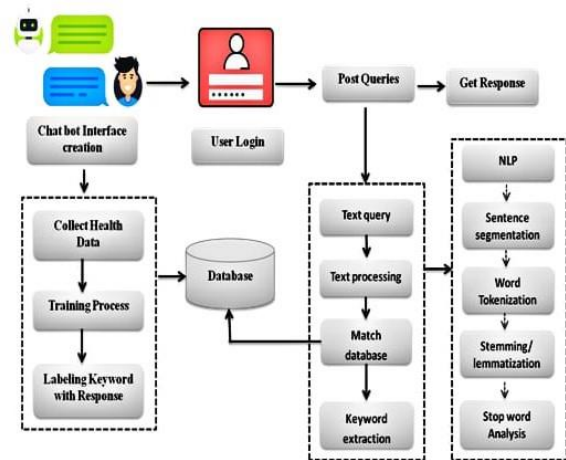 Post Queries
Get Response
Chat bot Interface
creation
User Login
NLP
Collect Health
Data
Text query
Sentence
segmentation
Database
Text processing
Training Process
Word
Tokenization
Match
database
Stemming/
lemmatization
Labeling Keyword
with Response
Keyword
extraction
Stop word
Analysis